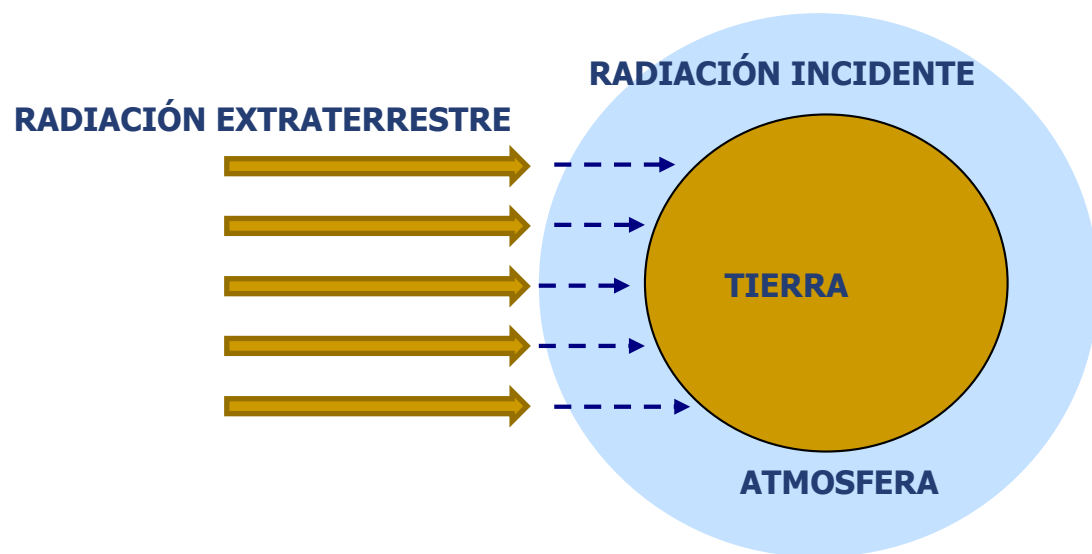 RADIACIÓN INCIDENTE
RADIACIÓN EXTRATERRESTRE
TIERRA
ATMOSFERA